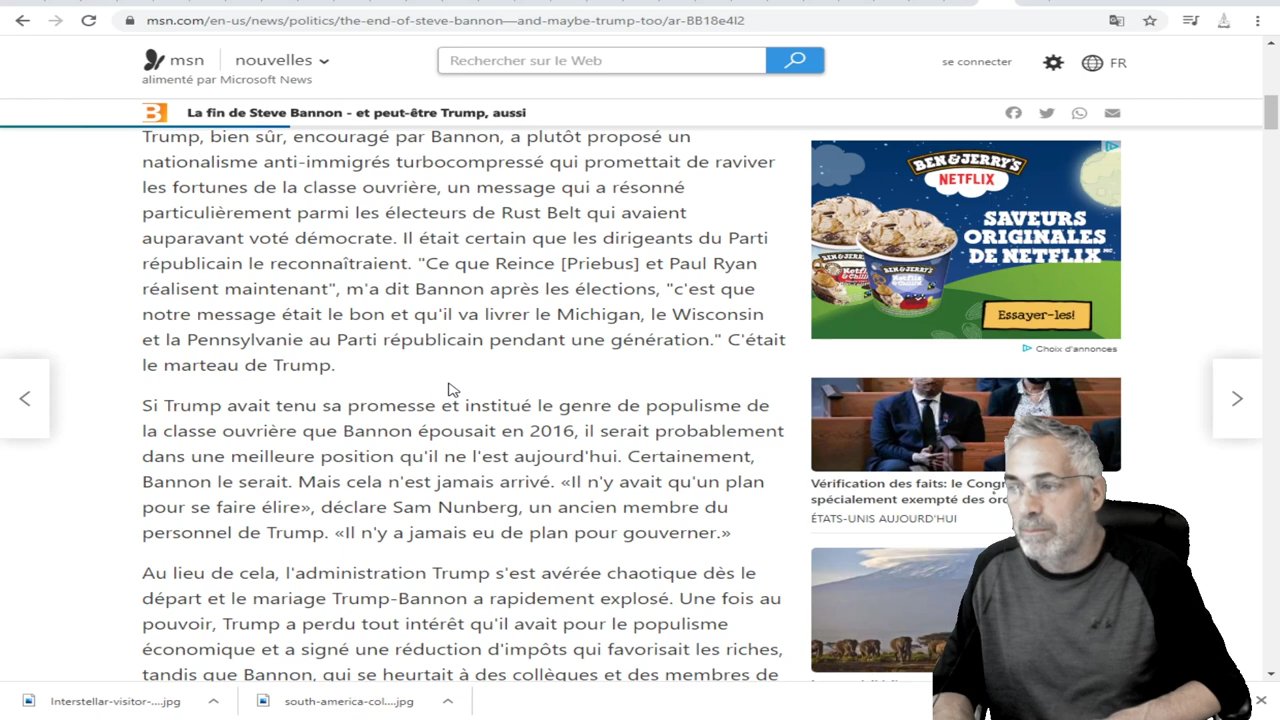 msn.com/en-us/news/politics/the-end-of-steve-bannon—and-maybe-trump-too/ar-BB18e4I2
msn
nouvelles
alimenté par Microsoft News
Rechercher sur le Web
se connecter
FR
La fin de Steve Bannon - et peut-être Trump, aussi
Trump, bien sûr, encouragé par Bannon, a plutôt proposé un
nationalisme anti-immigrés turbocompressé qui promettait de raviver
les fortunes de la classe ouvrière, un message qui a résonné
particulièrement parmi les électeurs de Rust Belt qui avaient
auparavant voté démocrate. Il était certain que les dirigeants du Parti
républicain le reconnaîtraient. "Ce que Reince [Priebus] et Paul Ryan
réalisent maintenant", m'a dit Bannon après les élections, "c'est que
notre message était le bon et qu'il va livrer le Michigan, le Wisconsin
et la Pennsylvanie au Parti républicain pendant une génération." C'était
le marteau de Trump.
Si Trump avait tenu sa promesse et institué le genre de populisme de
la classe ouvrière que Bannon épousait en 2016, il serait probablement
dans une meilleure position qu'il ne l'est aujourd'hui. Certainement,
Bannon le serait. Mais cela n'est jamais arrivé. «Il n'y avait qu'un plan
pour se faire élire», déclare Sam Nunberg, un ancien membre du
personnel de Trump. «Il n'y a jamais eu de plan pour gouverner.»
Au lieu de cela, l'administration Trump s'est avérée chaotique dès le
départ et le mariage Trump-Bannon a rapidement explosé. Une fois au
pouvoir, Trump a perdu tout intérêt qu'il avait pour le populisme
économique et a signé une réduction d'impôts qui favorisait les riches,
tandis que Bannon, qui se heurtait à des collègues et des membres de
BEN & JERRY'S
NETFLIX
SAVEURS
ORIGINALES
DE NETFLIX
Essayer-les!
Choix d'annonces
Vérification des faits: le Cong
spécialement exempté des
ÉTATS-UNIS AUJOURD'HUI
Interstellar-visitor-....jpg
south-america-col....jpg